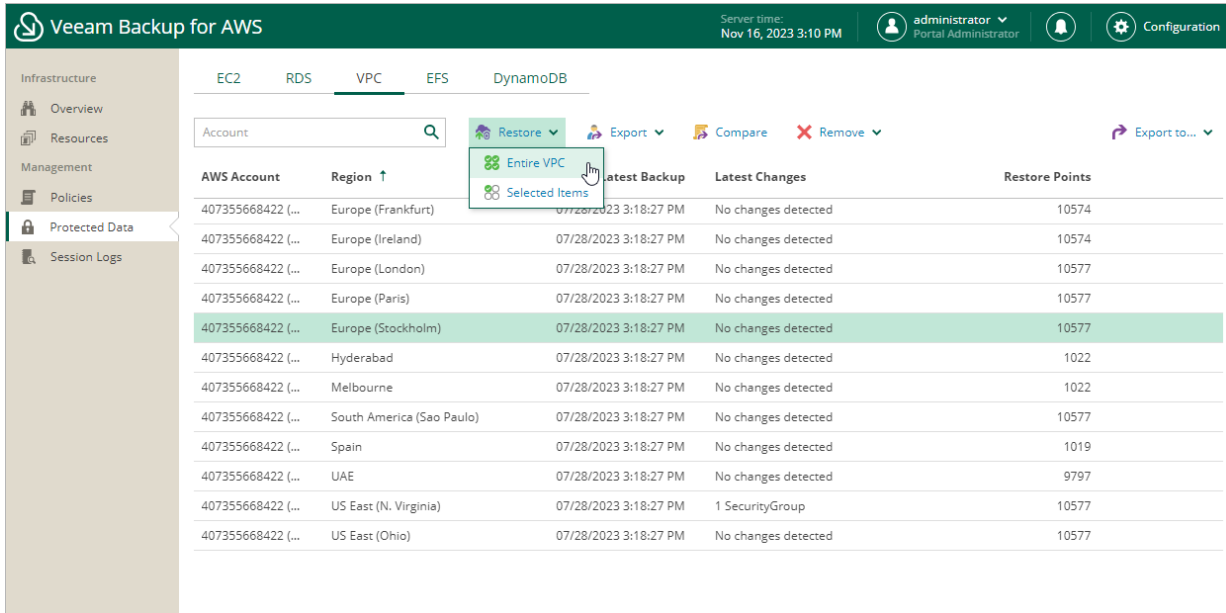 Veeam Backup for AWS
Server time:
Nov 16, 2023 3:10 PM
administrator
Portal Administrator
Configuration
Infrastructure
Overview
Resources
Management
Policies
Protected Data
Session Logs
EC2 RDS VPC EFS DynamoDB
Account
Restore Export Compare Remove Export to...
Entire VPC
Selected Items
AWS Account Region ↑ Latest Backup Latest Changes Restore Points
407355668422 (... Europe (Frankfurt) 07/28/2023 3:18:27 PM No changes detected 10574
407355668422 (... Europe (Ireland) 07/28/2023 3:18:27 PM No changes detected 10574
407355668422 (... Europe (London) 07/28/2023 3:18:27 PM No changes detected 10577
407355668422 (... Europe (Paris) 07/28/2023 3:18:27 PM No changes detected 10577
407355668422 (... Europe (Stockholm) 07/28/2023 3:18:27 PM No changes detected 10577
407355668422 (... Hyderabad 07/28/2023 3:18:27 PM No changes detected 1022
407355668422 (... Melbourne 07/28/2023 3:18:27 PM No changes detected 1022
407355668422 (... South America (Sao Paulo) 07/28/2023 3:18:27 PM No changes detected 10577
407355668422 (... Spain 07/28/2023 3:18:27 PM No changes detected 1019
407355668422 (... UAE 07/28/2023 3:18:27 PM No changes detected 9797
407355668422 (... US East (N. Virginia) 07/28/2023 3:18:27 PM 1 SecurityGroup 10577
407355668422 (... US East (Ohio) 07/28/2023 3:18:27 PM No changes detected 10577